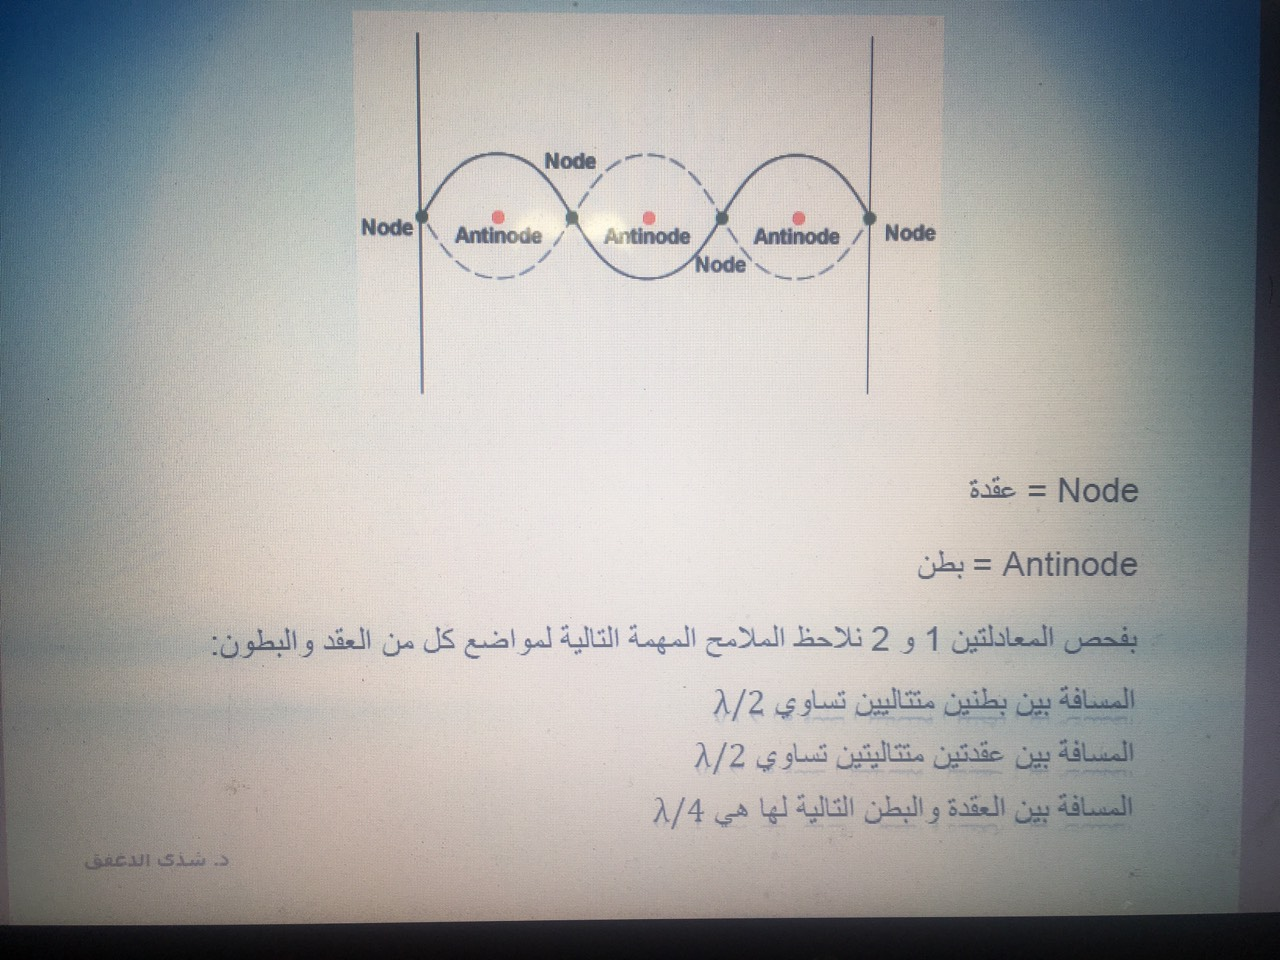 Node
Node
Antinode
Antinode
Antinode
Node
Node
Node = عقدة
Antinode = بطن
بفحص المعادلتين 1 و 2 نلاحظ الملامح المهمة التالية لمواضع كل من العقد والبطون:
المسافة بين بطنين متتاليين تساوي λ/2
المسافة بين عقدتين متتاليتين تساوي λ/2
المسافة بين العقدة والبطن التالية لها هي λ/4
د. شذى الدغفق